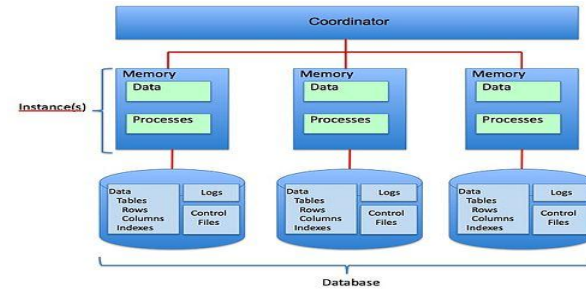 Coordinator
Memory
Data
Processes
Memory
Data
Processes
Memory
Data
Processes
Instance(s)
Data
Tables
Rows
Columns
Indexes
Logs
Control
Files
Data
Tables
Rows
Columns
Indexes
Logs
Control
Files
Data
Tables
Rows
Columns
Indexes
Logs
Control
Files
Database